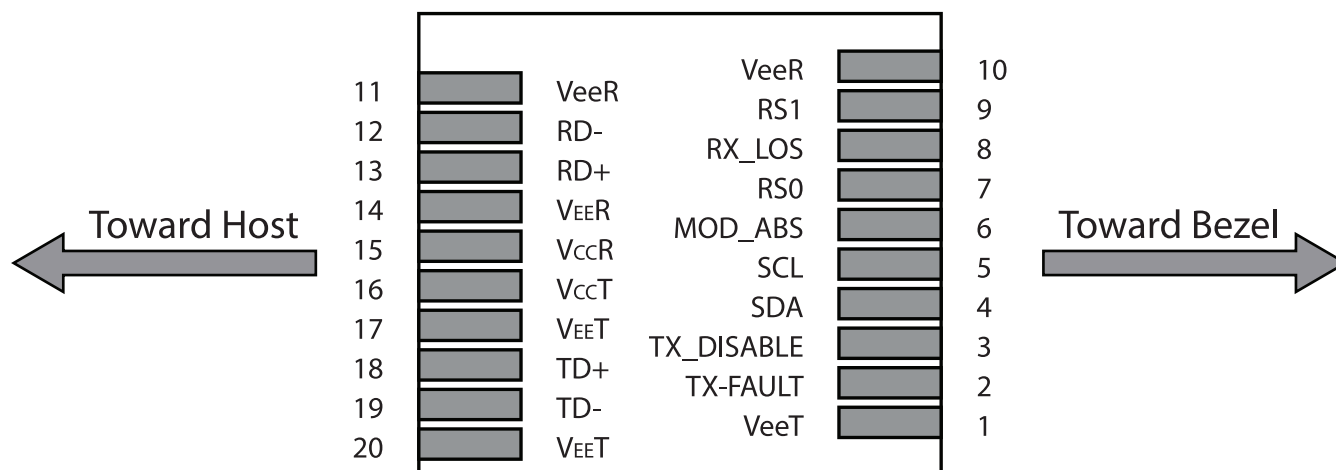 VeeR 10
11 VeeR
RS1 9
12 RD-
RX_LOS 8
13 RD+
RS0 7
14 VEER
MOD_ABS 6
Toward Host
Toward Bezel
15 VCCR
SCL 5
16 VCCT
SDA 4
17 VEET
TX_DISABLE 3
18 TD+
TX-FAULT 2
19 TD-
VeeT 1
20 VEET